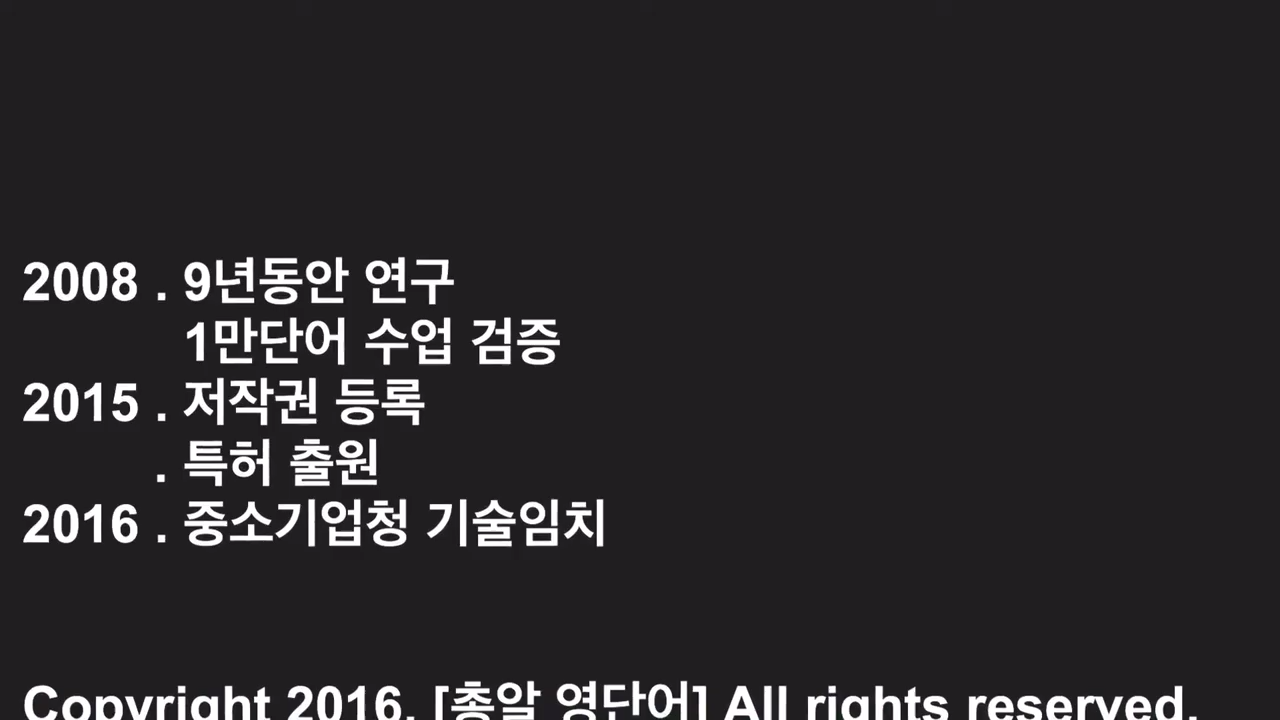 2008 . 9년동안 연구
1만단어 수업 검증
2015 . 저작권 등록
. 특허 출원
2016 . 중소기업청 기술임치
Copyright 2016. [총알 영단어] All rights reserved.